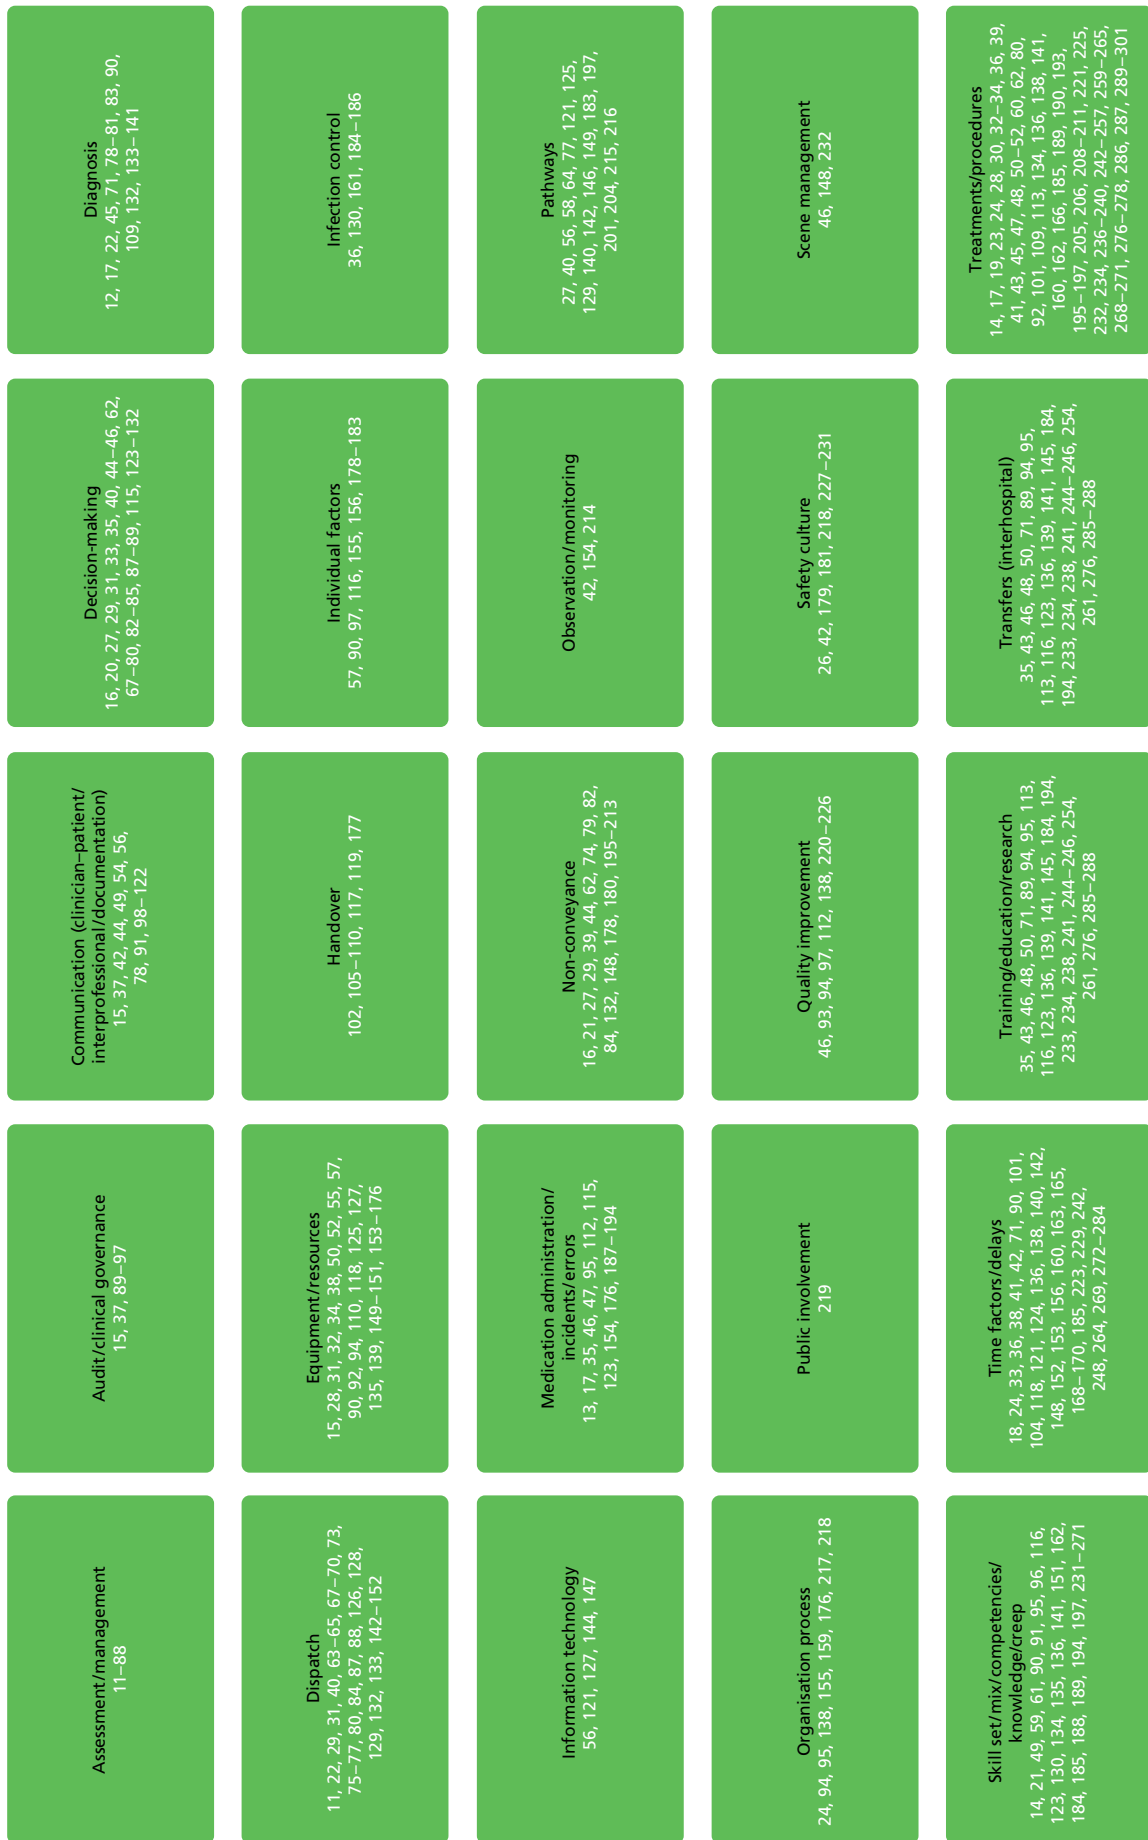 Assessment/management
11–88
Audit/clinical governance
15, 37, 89–97
Communication (clinician–patient/
interprofessional/documentation)
15, 37, 42, 44, 49, 54, 56,
78, 91, 98–122
Decision-making
16, 20, 27, 29, 31, 33, 35, 40, 44–46, 62,
67–80, 82–85, 87–89, 115, 123–132
Diagnosis
12, 17, 22, 45, 71, 78–81, 83, 90,
109, 132, 133–141
Dispatch
11, 22, 29, 31, 40, 63–65, 67–70, 73,
75–77, 80, 84, 87, 88, 126, 128,
129, 132, 133, 142–152
Equipment/resources
15, 28, 31, 32, 34, 38, 50, 52, 55, 57,
90, 92, 94, 110, 118, 125, 127,
135, 139, 149–151, 153–176
Handover
102, 105–110, 117, 119, 177
Individual factors
57, 90, 97, 116, 155, 156, 178–183
Infection control
36, 130, 161, 184–186
Information technology
56, 121, 127, 144, 147
Medication administration/
incidents/errors
13, 17, 35, 46, 47, 95, 112, 115,
123, 154, 176, 187–194
Non-conveyance
16, 21, 27, 29, 39, 44, 62, 74, 79, 82,
84, 132, 148, 178, 180, 195–213
Observation/monitoring
42, 154, 214
Pathways
27, 40, 56, 58, 64, 77, 121, 125,
129, 140, 142, 146, 149, 183, 197,
201, 204, 215, 216
Organisation process
24, 94, 95, 138, 155, 159, 176, 217, 218
Public involvement
219
Quality improvement
46, 93, 94, 97, 112, 138, 220–226
Safety culture
26, 42, 179, 181, 218, 227–231
Scene management
46, 148, 232
Skill set/mix/competencies/
knowledge/creep
14, 21, 49, 59, 61, 90, 91, 95, 96, 116,
123, 130, 134, 135, 136, 141, 151, 162,
184, 185, 188, 189, 194, 197, 231–271
Time factors/delays
18, 24, 33, 36, 38, 41, 42, 71, 90, 101,
104, 118, 121, 124, 136, 138, 140, 142,
148, 152, 153, 156, 160, 163, 165,
168–170, 185, 223, 229, 242,
248, 264, 269, 272–284
Training/education/research
35, 43, 46, 48, 50, 71, 89, 94, 95, 113,
116, 123, 136, 139, 141, 145, 184, 194,
233, 234, 238, 241, 244–246, 254,
261, 276, 285–288
Transfers (interhospital)
35, 43, 46, 48, 50, 71, 89, 94, 95,
113, 116, 123, 136, 139, 141, 145, 184,
194, 233, 234, 238, 241, 244–246, 254,
261, 276, 285–288
Treatments/procedures
14, 17, 19, 23, 24, 28, 30, 32–34, 36, 39,
41, 43, 45, 47, 48, 50–52, 60, 62, 80,
92, 101, 109, 113, 134, 136, 138, 141,
160, 162, 166, 185, 189, 190, 193,
195–197, 205, 206, 208–211, 221, 225,
232, 234, 236–240, 242–257, 259–265,
268–271, 276–278, 286, 287, 289–301